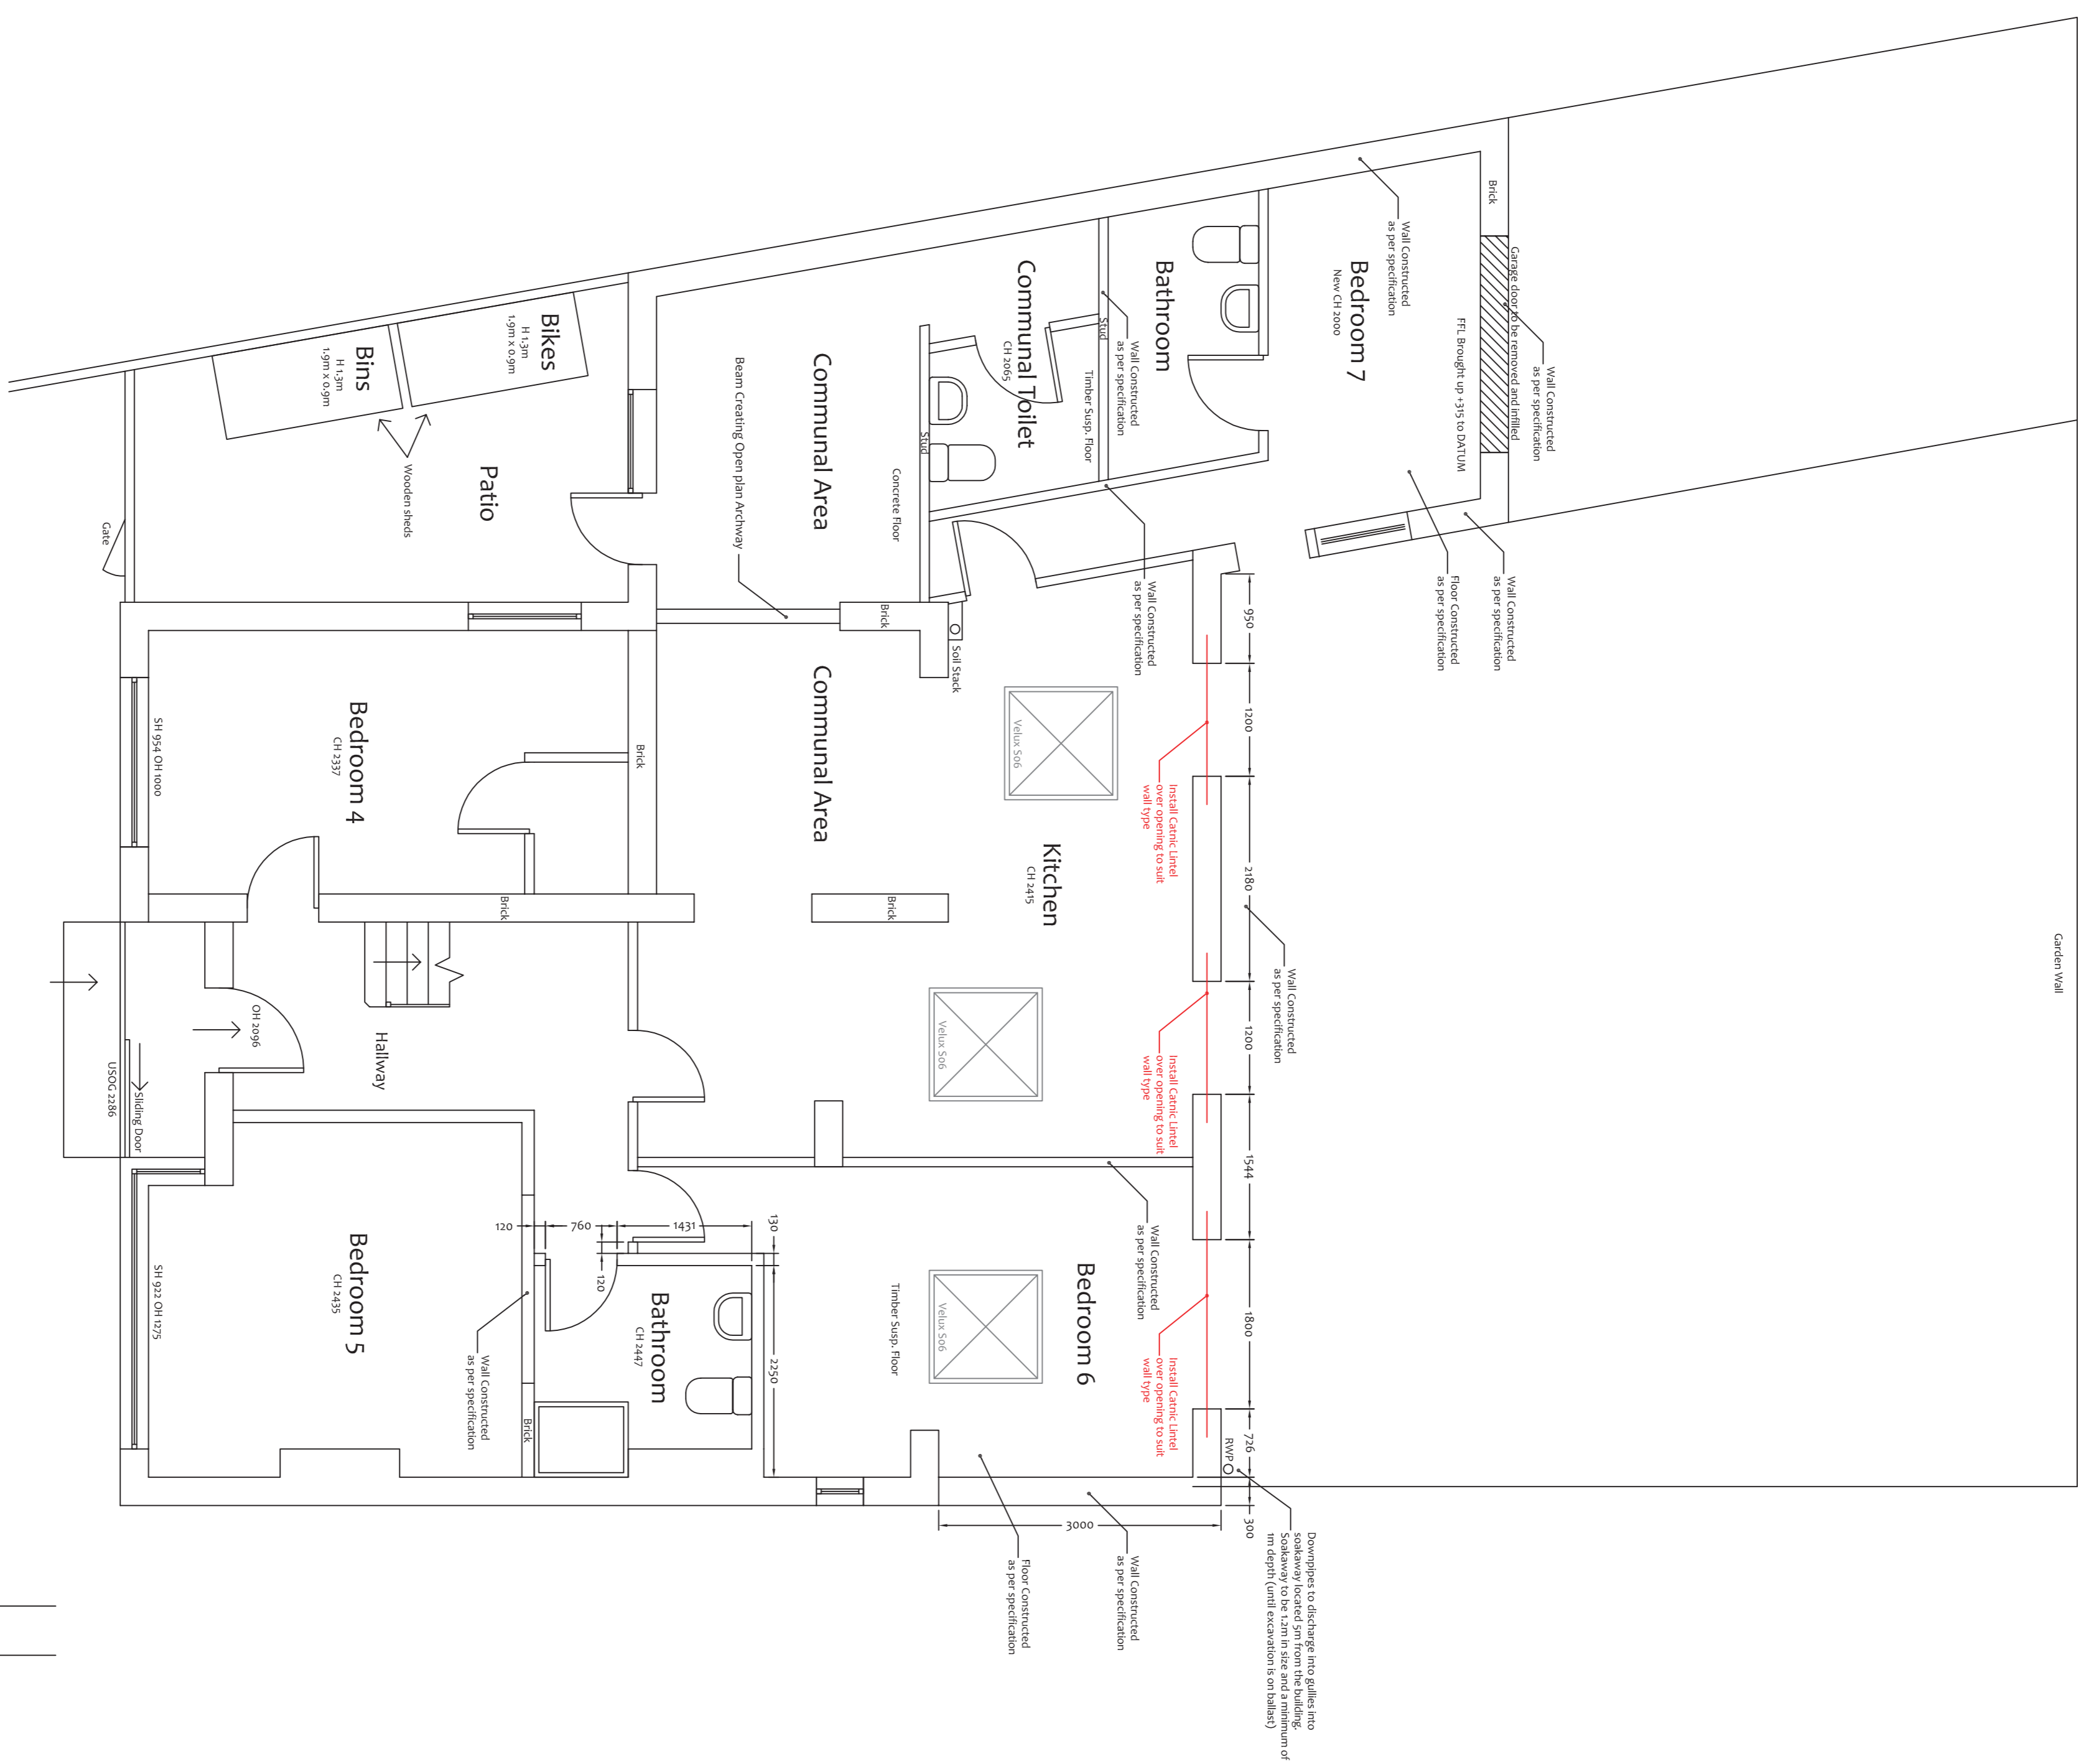 Garden Wall
Wall Constructed
as per specification
Garage door to be removed and infilled
Brick
FFL Brought up +315 to DATUM
Wall Constructed
as per specification
Wall Constructed
as per specification
Floor Constructed
as per specification
Bedroom 7
New CH 2000
Bathroom
Wall Constructed
as per specification
Stud
Timber Susp. Floor
Communal Toilet
CH 2065
Wall Constructed
as per specification
Stud
Concrete Floor
Communal Area
Beam Creating Open plan Archway
Brick
Soil Stack
Bikes
H 1.3m
1.9m x 0.9m
Bins
H 1.3m
1.9m x 0.9m
Wooden sheds
Patio
Gate
950
1200
2180
1200
1544
1800
726
300
Wall Constructed
as per specification
Install Catnic Lintel
over opening to suit
wall type
Install Catnic Lintel
over opening to suit
wall type
Install Catnic Lintel
over opening to suit
wall type
RWP
Downpipes to discharge into gullies into
soakaway located 5m from the building.
Soakaway to be 1.2m in size and a minimum of
1m depth (until excavation is on ballast)
Velux S06
Kitchen
CH 2415
Velux S06
Communal Area
Brick
Brick
Brick
Bedroom 4
CH 2337
SH 954 OH 1000
Hallway
OH 2096
Sliding Door
USOG 2286
Wall Constructed
as per specification
Bedroom 6
Velux S06
Timber Susp. Floor
3000
Wall Constructed
as per specification
Floor Constructed
as per specification
130
2250
120
760
1431
120
Bathroom
CH 2447
Brick
Wall Constructed
as per specification
Bedroom 5
CH 2435
SH 922 OH 1275